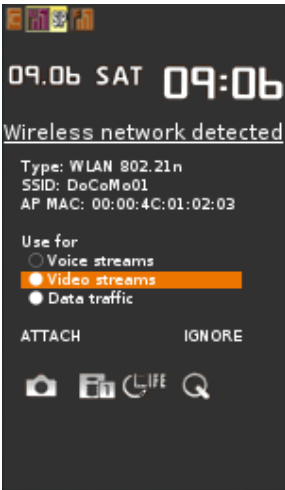 09.06 SAT 09:06
Wireless network detected
Type: WLAN 802.21n
SSID: DoCoMo01
AP MAC: 00:00:4C:01:02:03
Use for
Voice streams
Video streams
Data traffic
ATTACH IGNORE
LIFE